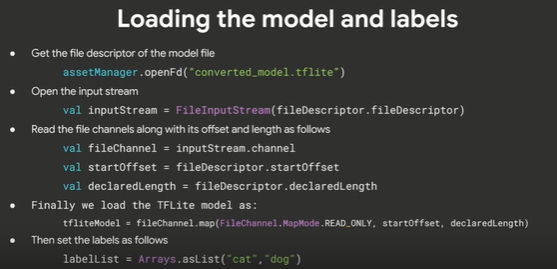 Loading the model and labels
● Get the file descriptor of the model file
assetManager.openFd("converted_model.tflite")
● Open the input stream
val inputStream = FileInputStream(fileDescriptor.fileDescriptor)
● Read the file channels along with its offset and length as follows
val fileChannel = inputStream.channel
val startOffset = fileDescriptor.startOffset
val declaredLength = fileDescriptor.declaredLength
● Finally we load the TFLite model as:
tfliteModel = fileChannel.map(FileChannel.MapMode.READ_ONLY, startOffset, declaredLength)
● Then set the labels as follows
labelList = Arrays.asList("cat","dog")